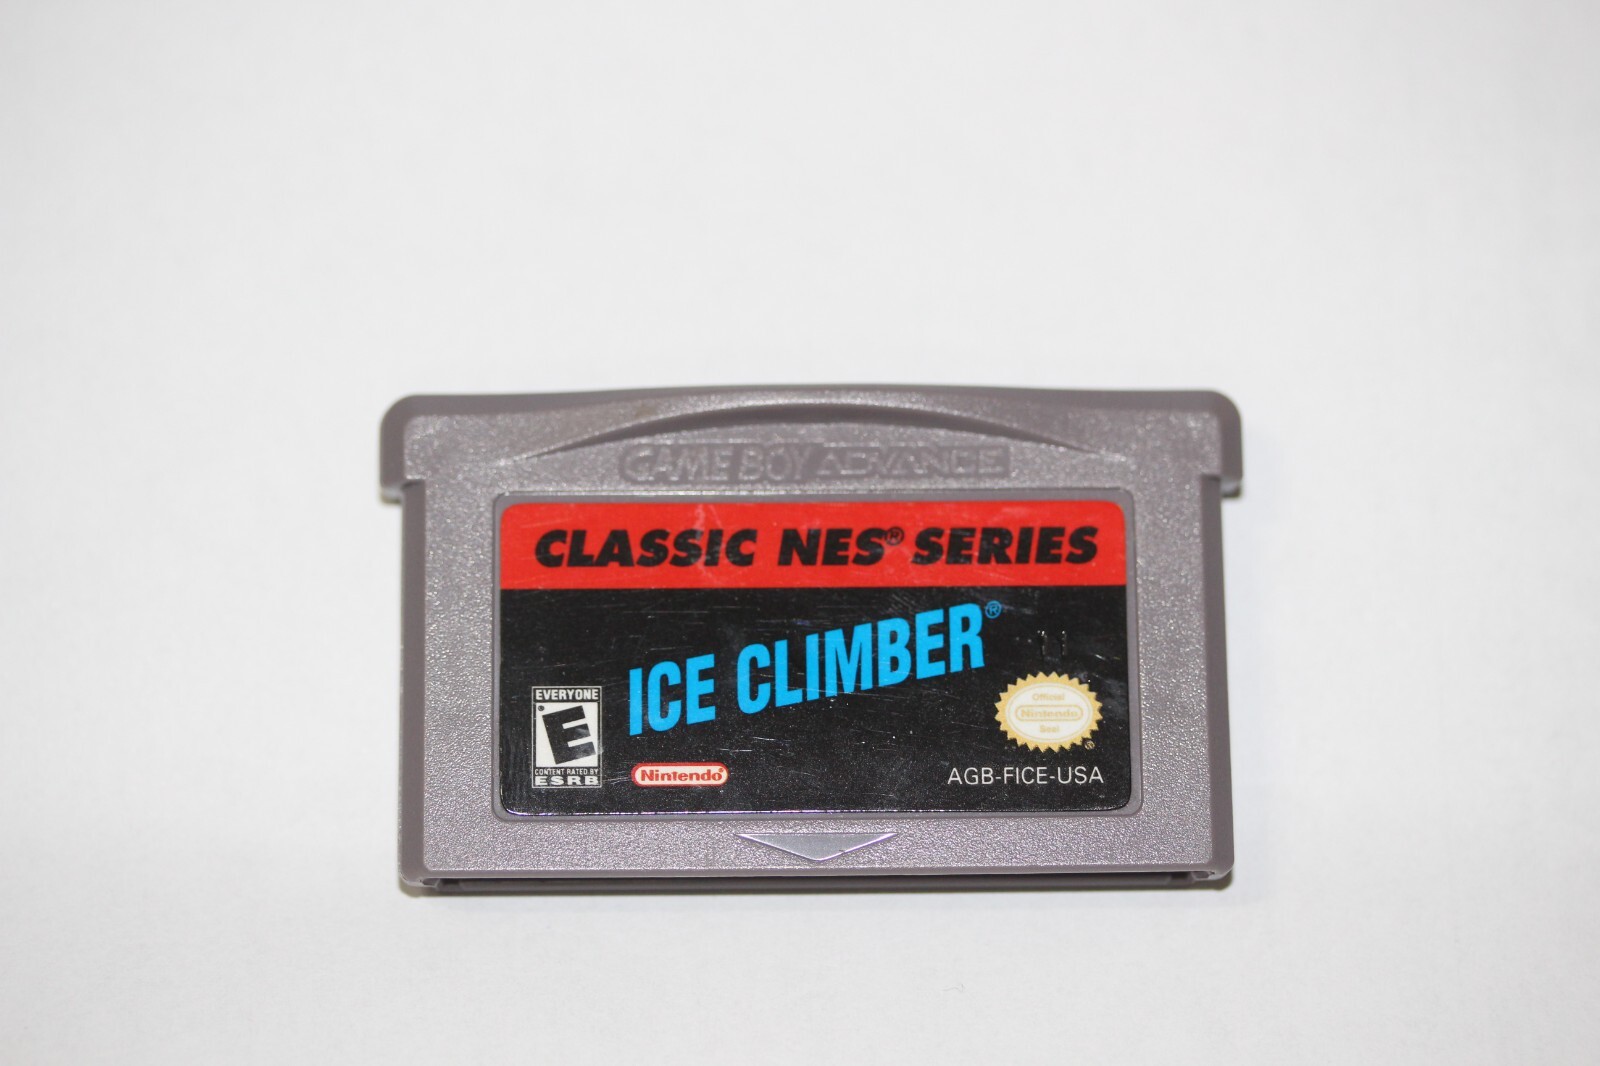 GAME BOY ADVANCE
CLASSIC NES® SERIES
ICE CLIMBER®
EVERYONE
E
CONTENT RATED BY
ESRB
Nintendo®
Official
Nintendo
Seal
®
AGB-FICE-USA